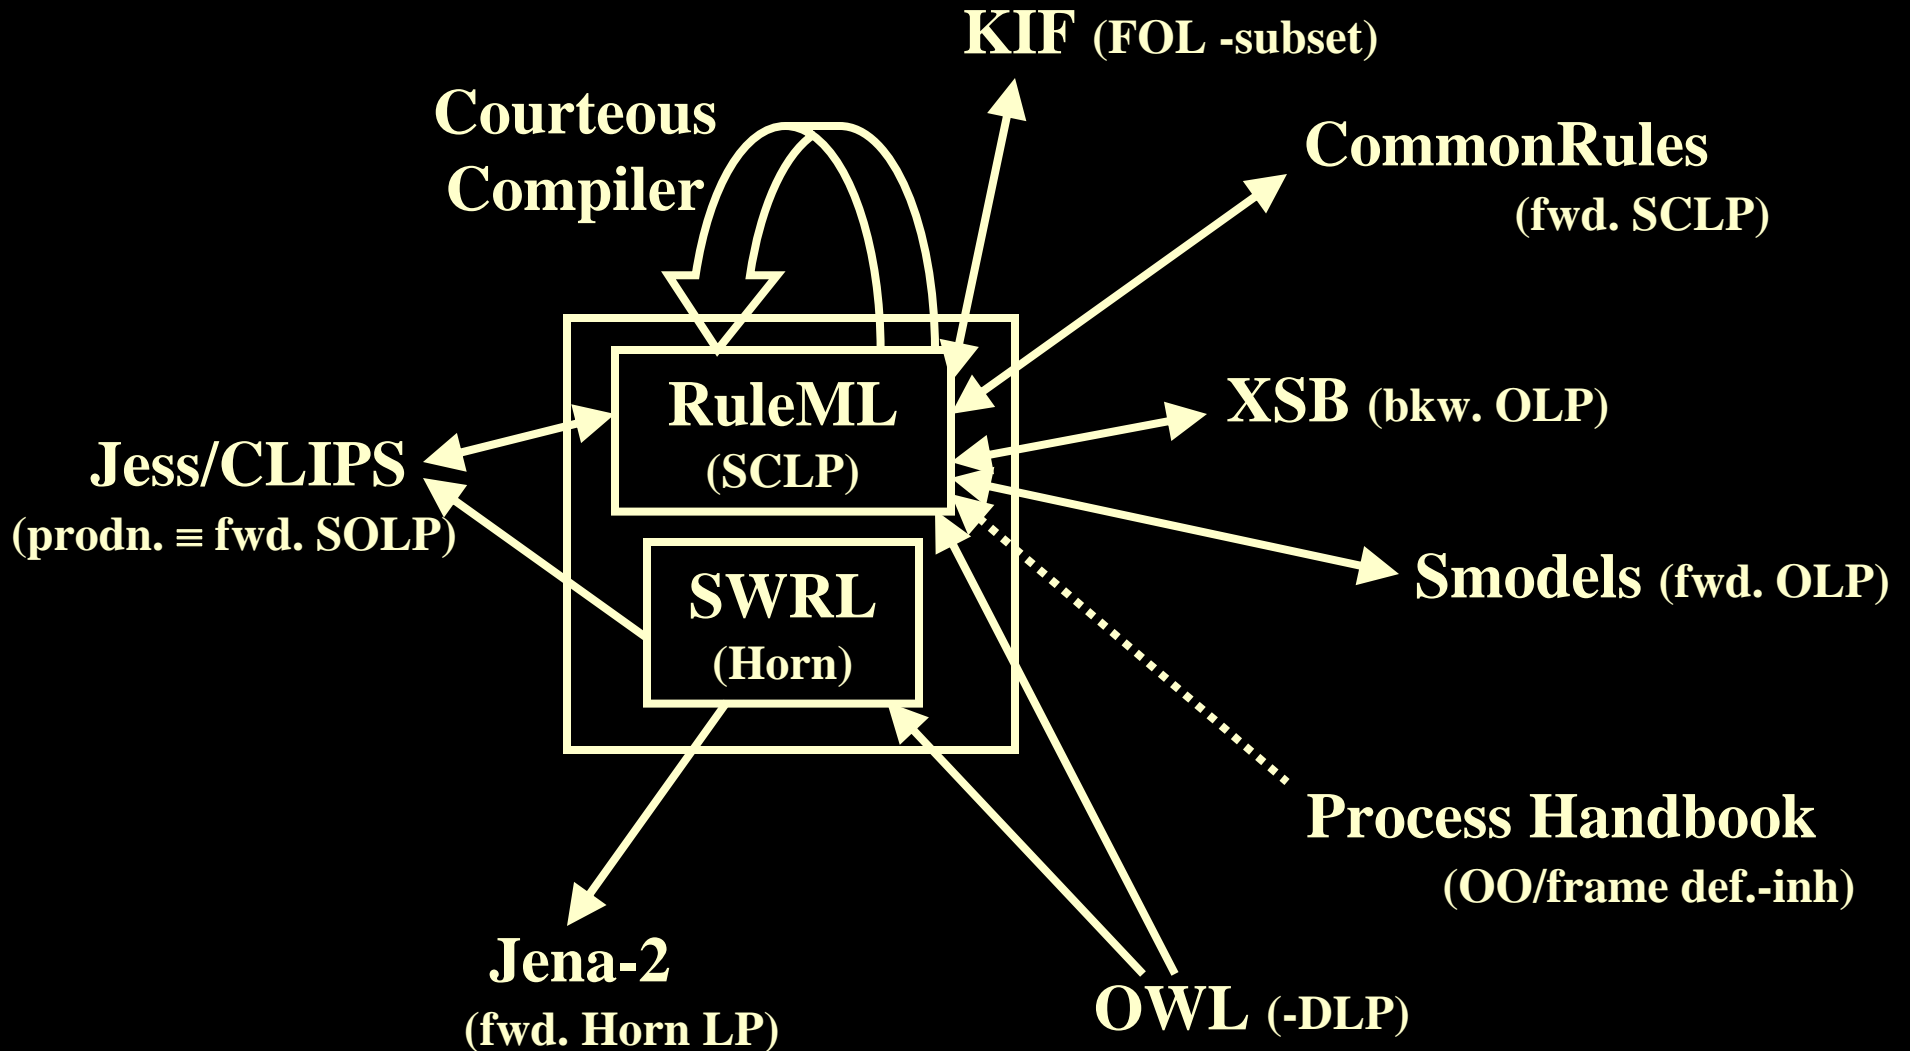 KIF (FOL -subset)
Courteous
Compiler
CommonRules
(fwd. SCLP)
RuleML
(SCLP)
XSB (bkw. OLP)
Jess/CLIPS
(prodn. ≡ fwd. SOLP)
SWRL
(Horn)
Smodels (fwd. OLP)
Process Handbook
(OO/frame def.-inh)
Jena-2
(fwd. Horn LP)
OWL (-DLP)